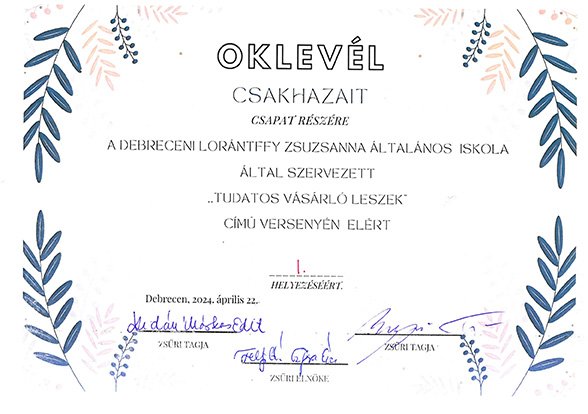 OKLEVÉL
CSAKHAZAIT
CSAPAT RÉSZÉRE
A DEBRECENI LORÁNTFFY ZSUZSANNA ÁLTALÁNOS ISKOLA
ÁLTAL SZERVEZETT
,,TUDATOS VÁSÁRLÓ LESZEK"
CÍMŰ VERSENYÉN ELÉRT
1.
HELYEZÉSÉÉRT.
Debrecen, 2024. április 22.
ZSŰRI TAGJA
ZSŰRI TAGJA
ZSŰRI ELNÖKE